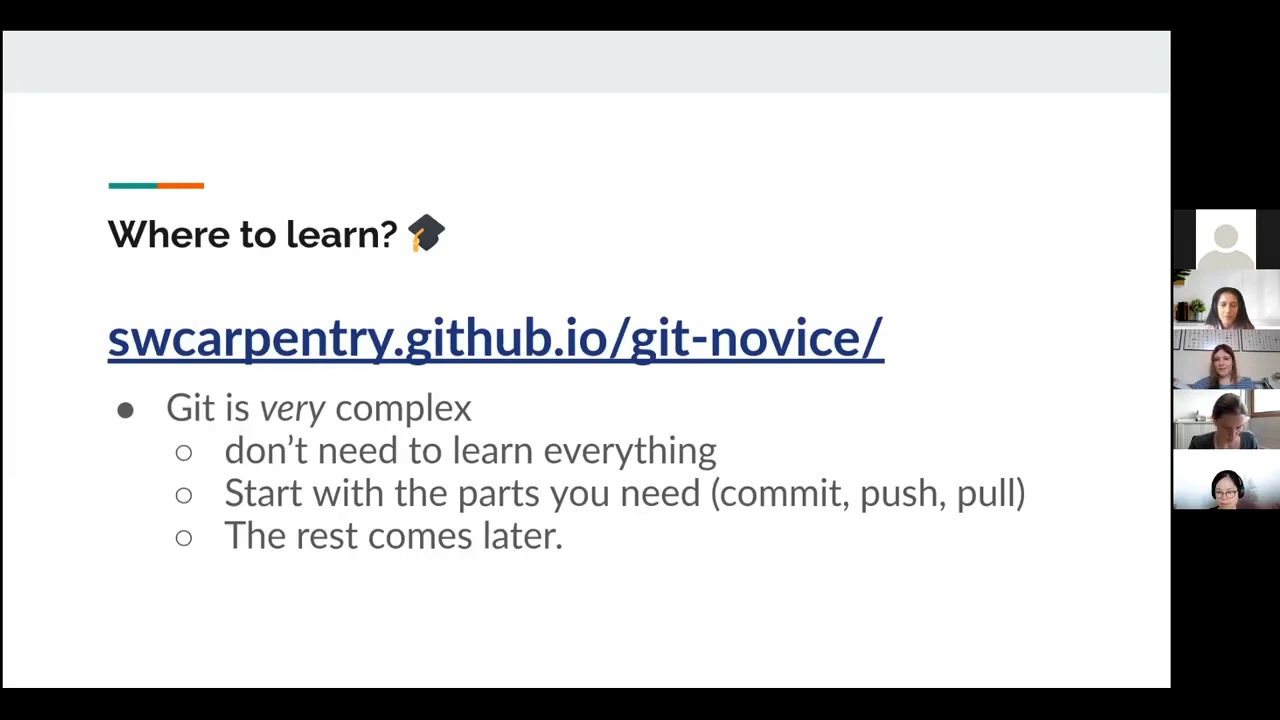 Where to learn?
swcarpentry.github.io/git-novice/
● Git is very complex
○ don’t need to learn everything
○ Start with the parts you need (commit, push, pull)
○ The rest comes later.